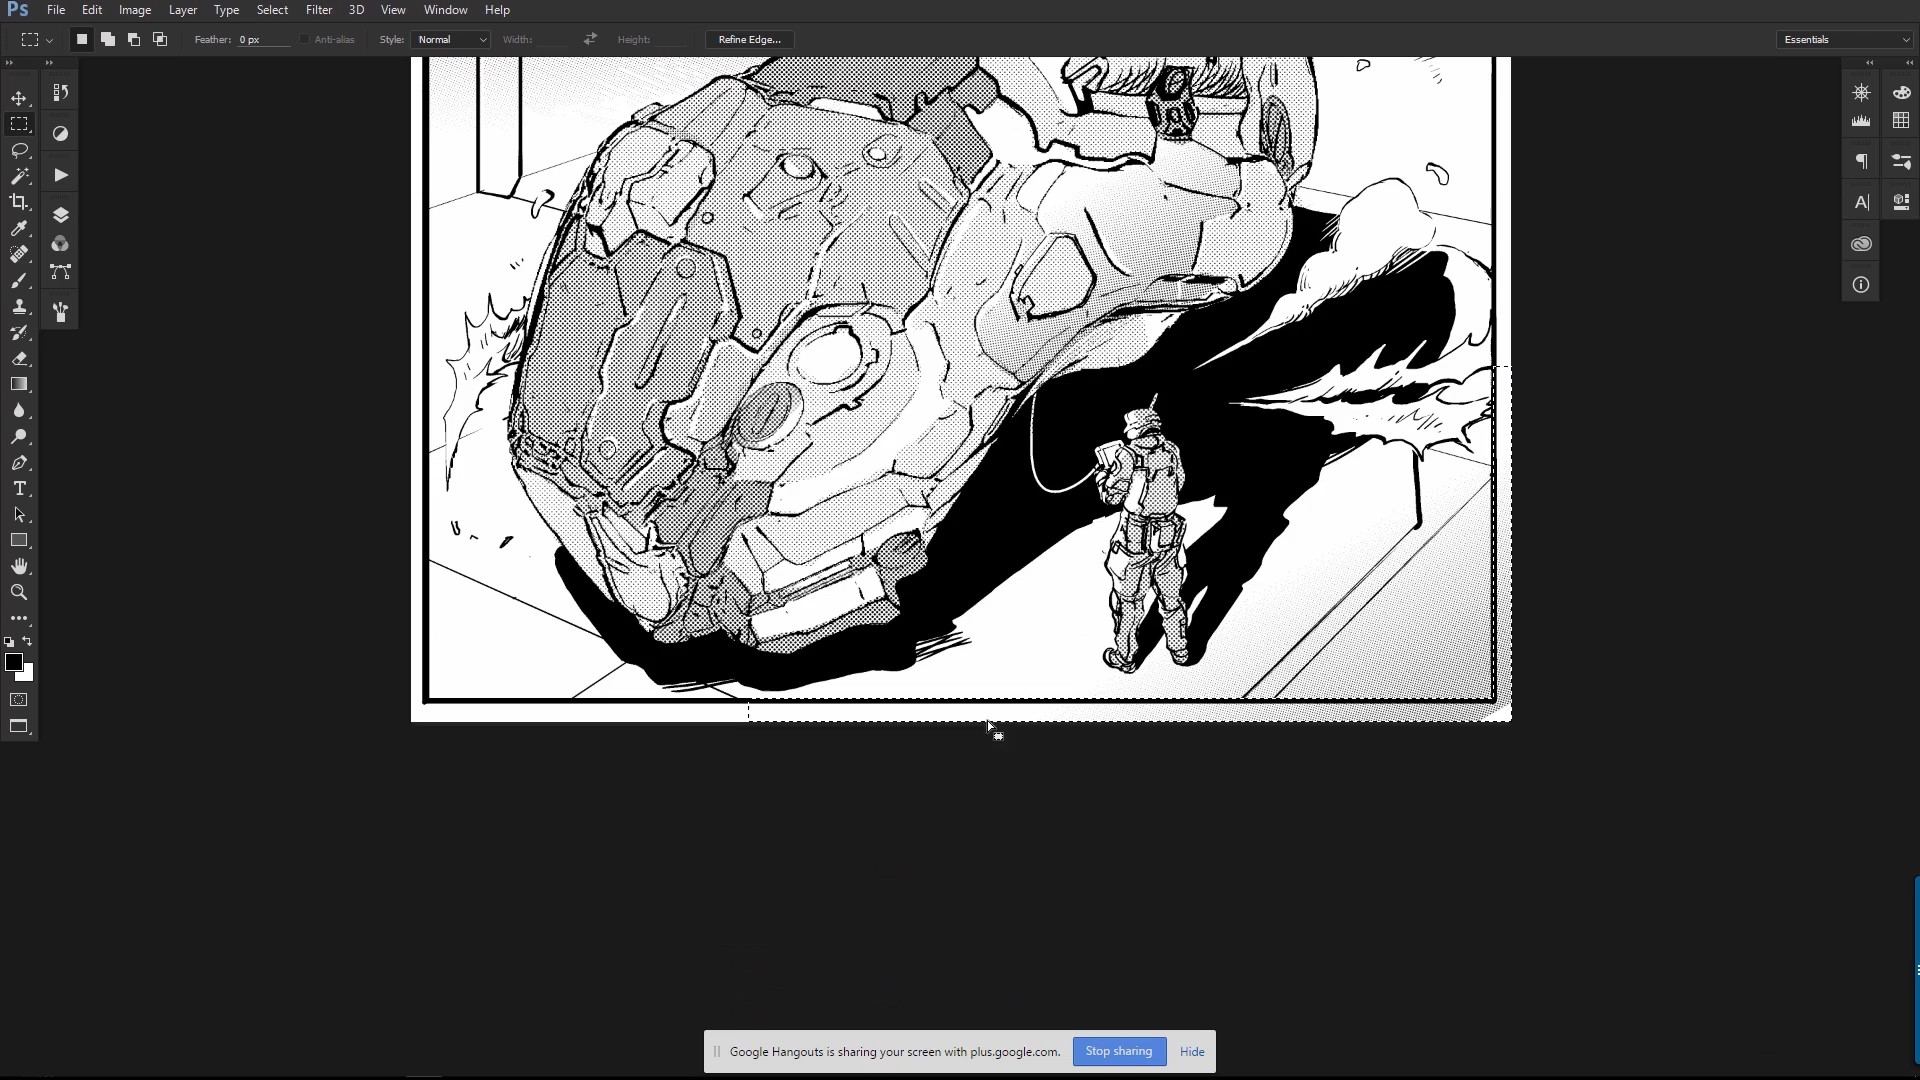 Ps File Edit Image Layer Type Select Filter 3D View Window Help
Feather: 0 px Anti-alias Style: Normal Width: Height: Refine Edge... Essentials
Google Hangouts is sharing your screen with plus.google.com. Stop sharing Hide